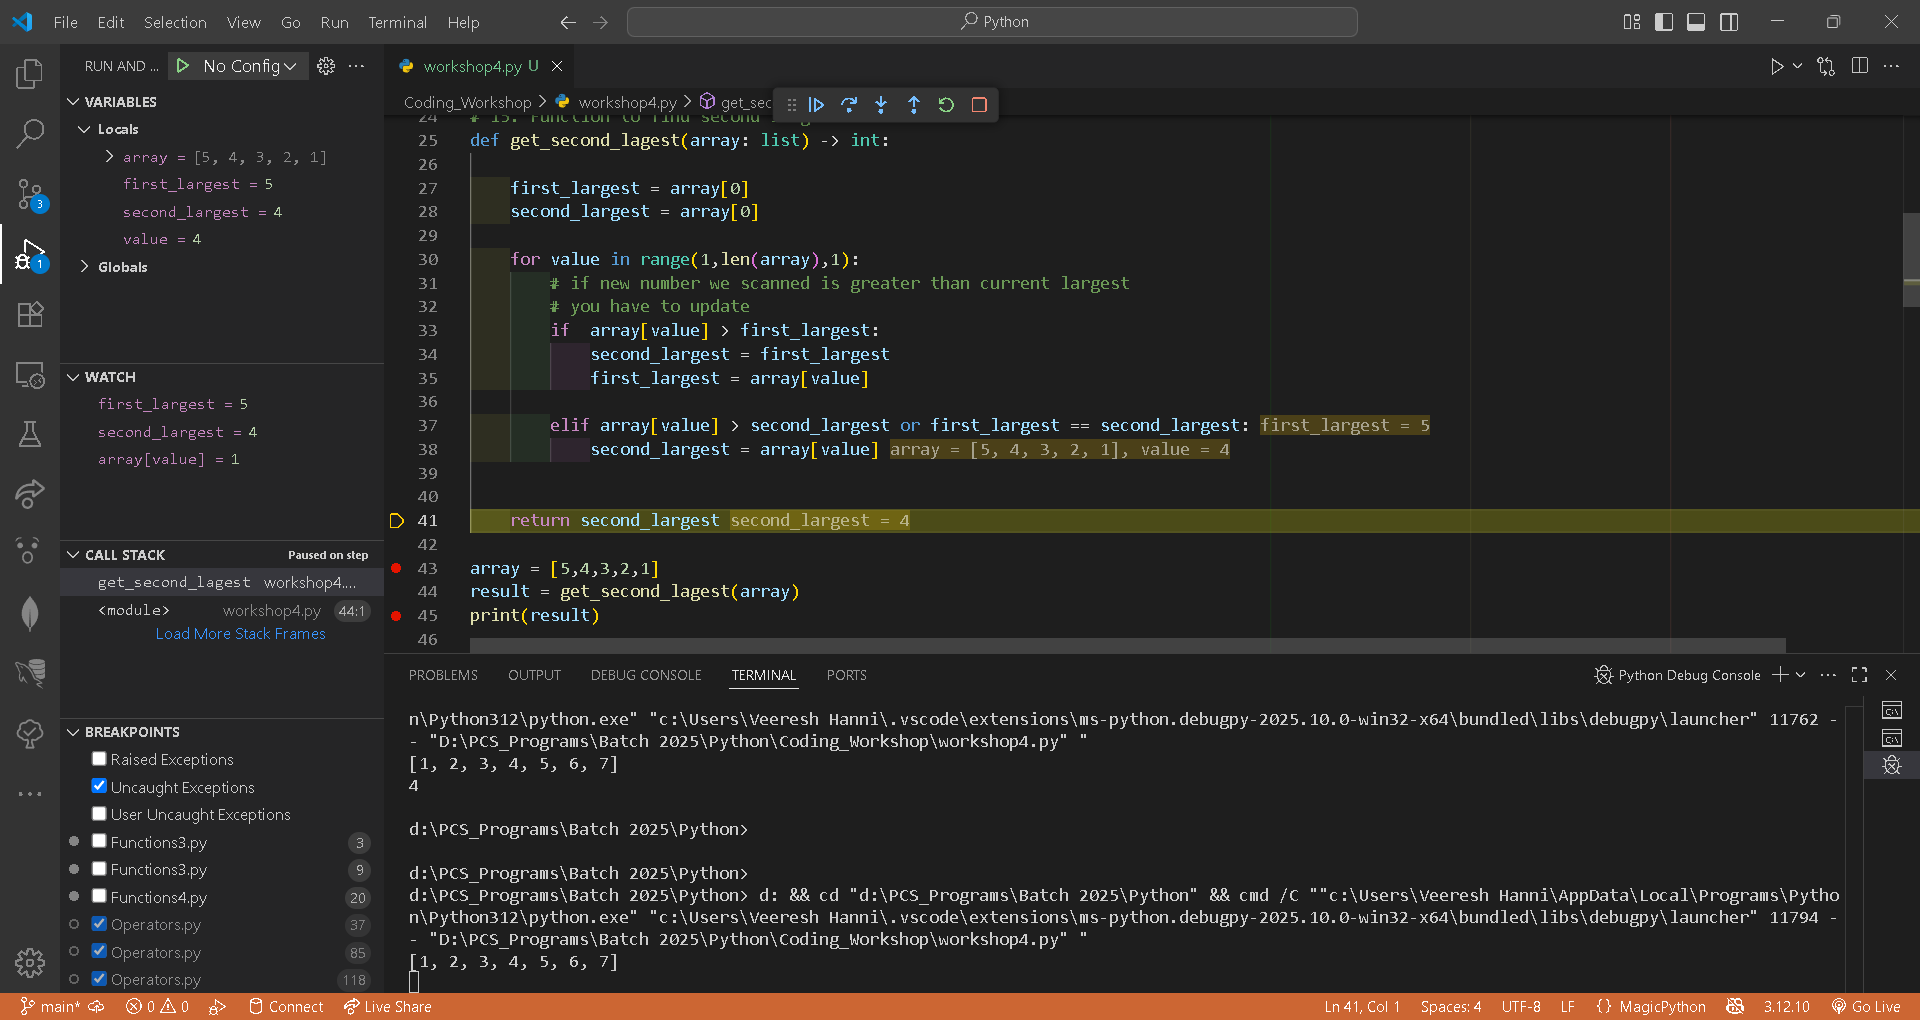 File Edit Selection View Go Run Terminal Help
Python
RUN AND ... No Config
VARIABLES
Locals
array = [5, 4, 3, 2, 1]
first_largest = 5
second_largest = 4
value = 4
Globals
WATCH
first_largest = 5
second_largest = 4
array[value] = 1
CALL STACK Paused on step
get_second_lagest workshop4....
<module> workshop4.py 44:1
Load More Stack Frames
BREAKPOINTS
Raised Exceptions
Uncaught Exceptions
User Uncaught Exceptions
Functions3.py 3
Functions3.py 9
Functions4.py 20
Operators.py 37
Operators.py 85
Operators.py 118
3
1
workshop4.py U
Coding_Workshop > workshop4.py > get_sec
24 # 15. Function to find second
25 def get_second_lagest(array: list) -> int:
26
27 first_largest = array[0]
28 second_largest = array[0]
29
30 for value in range(1,len(array),1):
31 # if new number we scanned is greater than current largest
32 # you have to update
33 if  array[value] > first_largest:
34 second_largest = first_largest
35 first_largest = array[value]
36
37 elif array[value] > second_largest or first_largest == second_largest: first_largest = 5
38 second_largest = array[value] array = [5, 4, 3, 2, 1], value = 4
39
40
41 return second_largest second_largest = 4
42
43 array = [5,4,3,2,1]
44 result = get_second_lagest(array)
45 print(result)
46
PROBLEMS OUTPUT DEBUG CONSOLE TERMINAL PORTS
Python Debug Console
n\Python312\python.exe" "c:\Users\Veeresh Hanni\.vscode\extensions\ms-python.debugpy-2025.10.0-win32-x64\bundled\libs\debugpy\launcher" 11762 -
- "D:\PCS_Programs\Batch 2025\Python\Coding_Workshop\workshop4.py" "
[1, 2, 3, 4, 5, 6, 7]
4
d:\PCS_Programs\Batch 2025\Python>
d:\PCS_Programs\Batch 2025\Python>
d:\PCS_Programs\Batch 2025\Python> d: && cd "d:\PCS_Programs\Batch 2025\Python" && cmd /C ""c:\Users\Veeresh Hanni\AppData\Local\Programs\Pytho
n\Python312\python.exe" "c:\Users\Veeresh Hanni\.vscode\extensions\ms-python.debugpy-2025.10.0-win32-x64\bundled\libs\debugpy\launcher" 11794 -
- "D:\PCS_Programs\Batch 2025\Python\Coding_Workshop\workshop4.py" "
[1, 2, 3, 4, 5, 6, 7]
main* 0 0 Connect Live Share
Ln 41, Col 1 Spaces: 4 UTF-8 LF {} MagicPython 3.12.10 Go Live